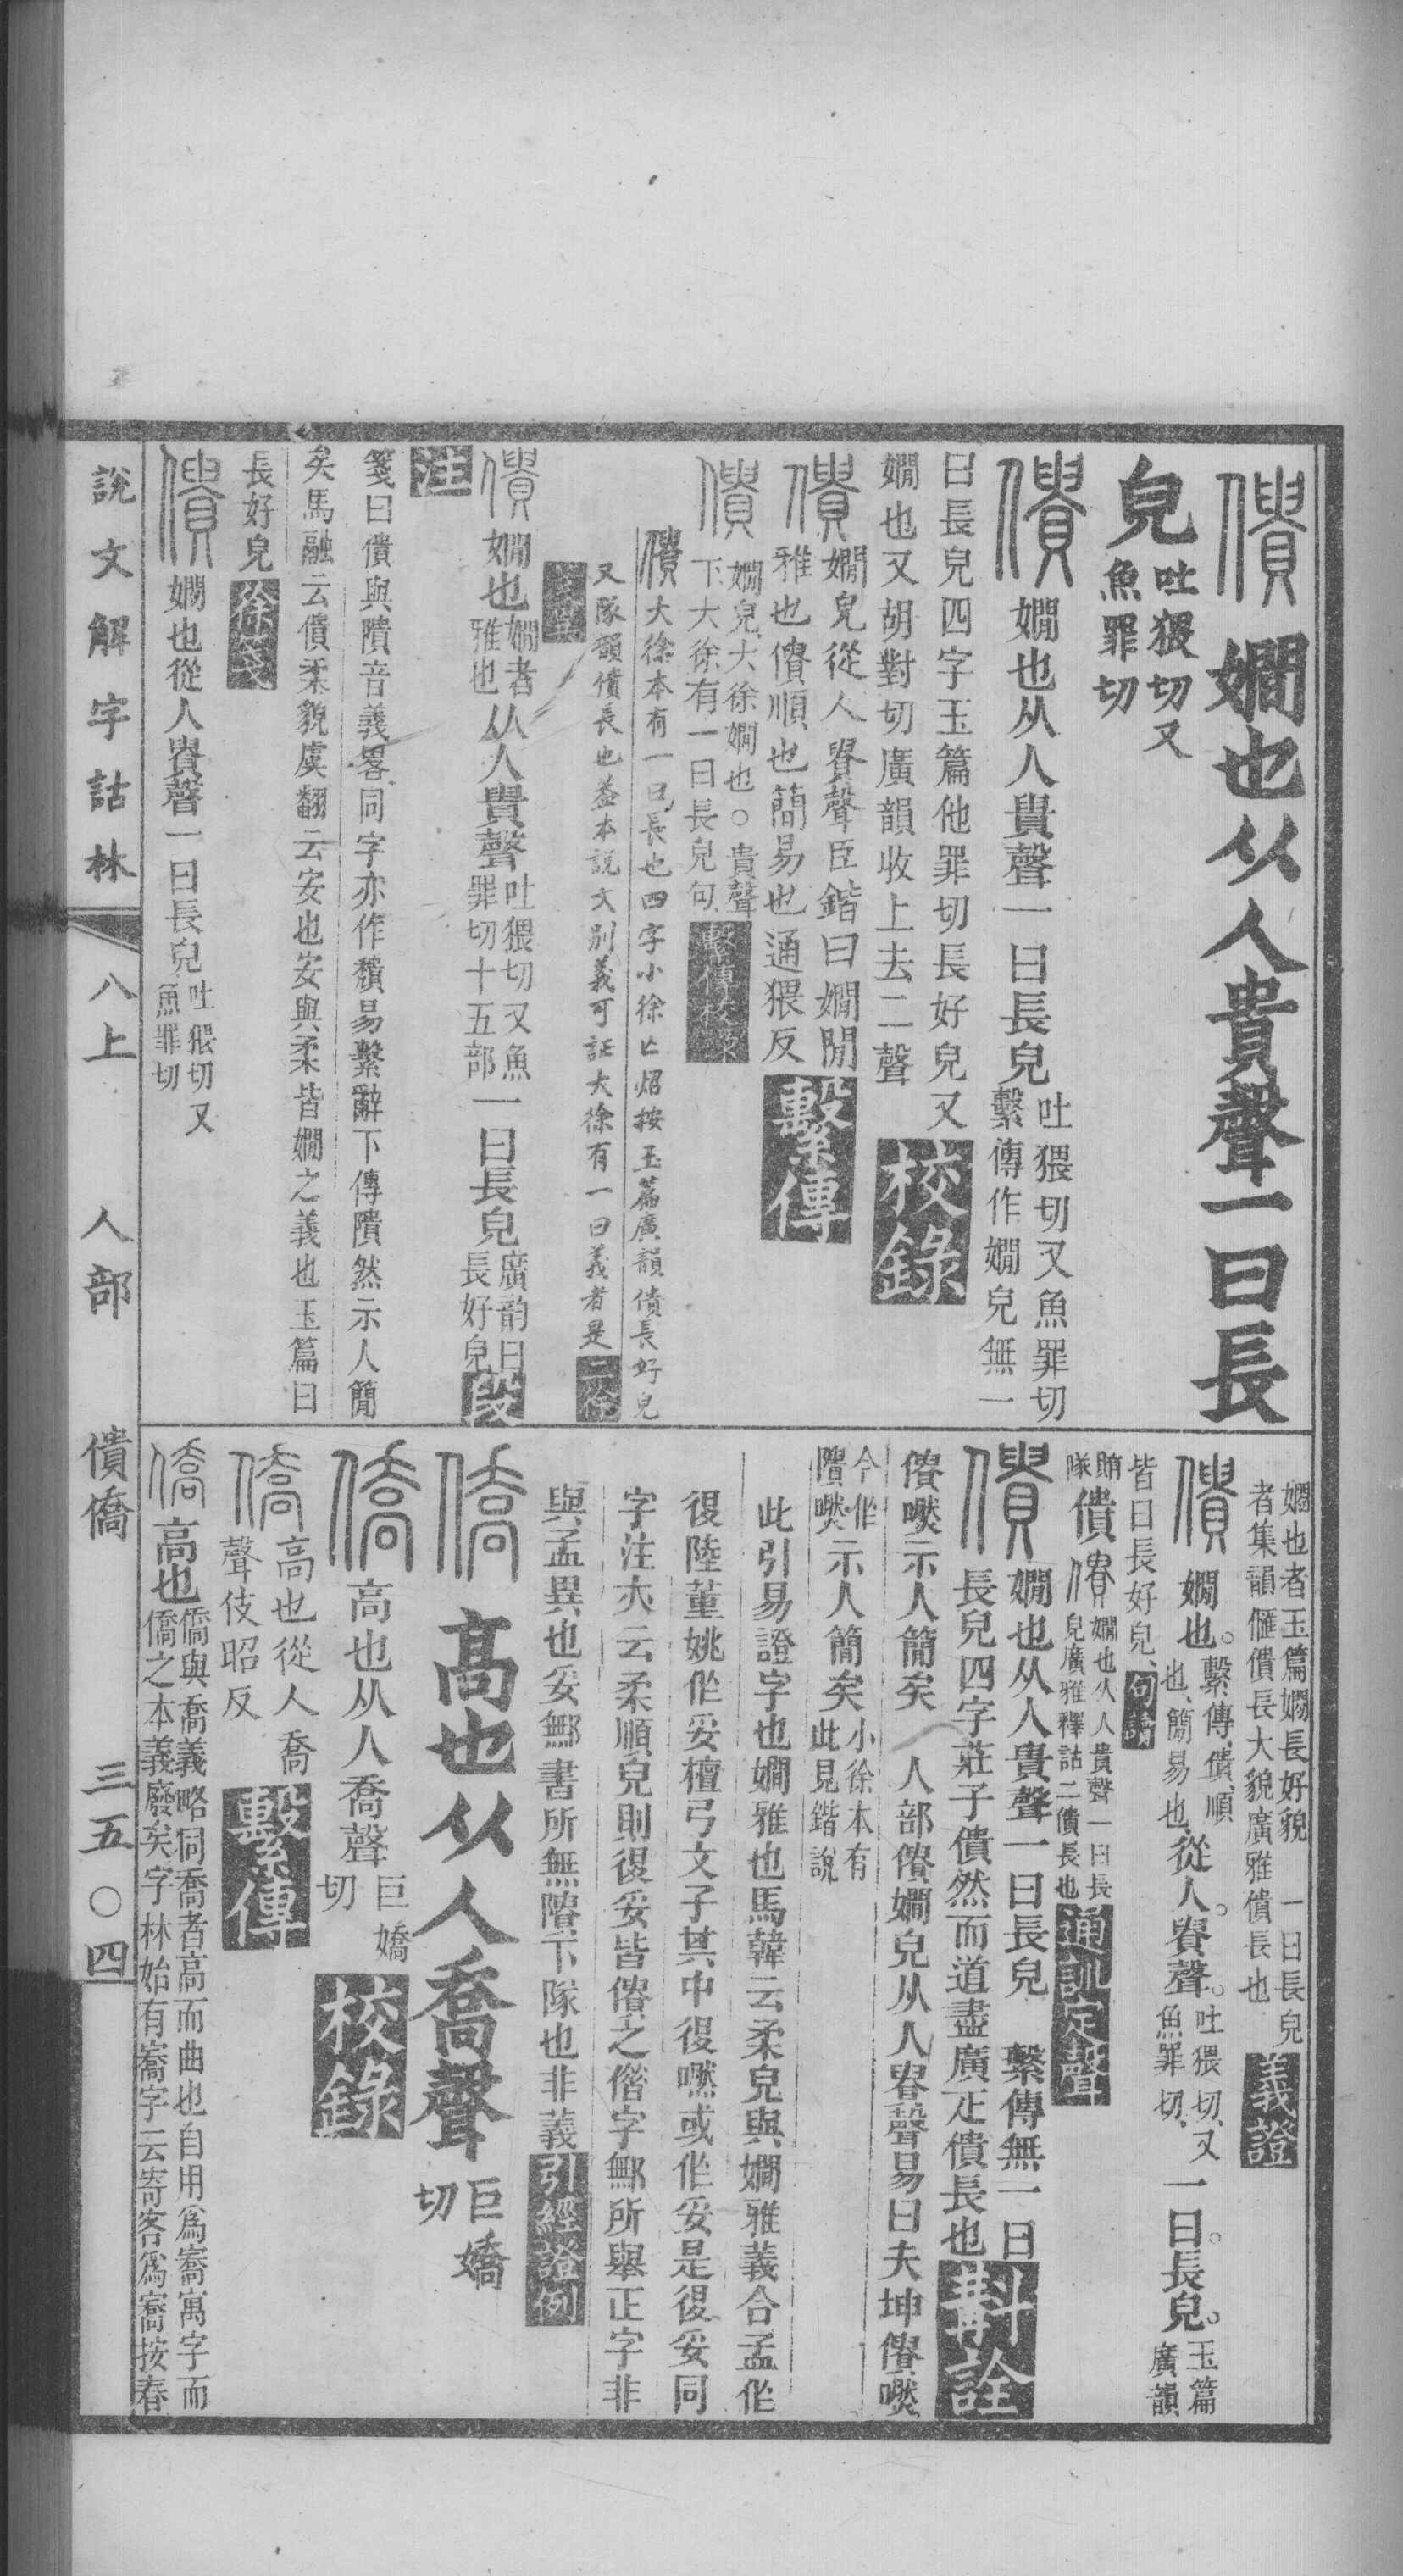 僓 嫺也从人貴聲一曰長
皃 吐猥切又魚罪切
僓 嫺也从人貴聲一曰長皃 吐猥切又魚罪切繫傳作嫺皃無一
曰長皃四字玉篇他罪切長好皃又
嫺也又胡對切廣韻收上去二聲 校錄
僓 嫺皃從人貴聲臣鍇曰嫺閒
雅也僓順也簡易也通猥反 繫傳
僓 嫺皃大徐嫺也○貴聲下大徐有一曰長皃句 繫傳校錄
僓大徐本有一曰長也四字小徐亡炤按玉篇廣韻僓長好皃
又隊韻僓長也葢本說文別義可証大徐有一曰義者是 二徐
箋異
僓 嫺也嫺者雅也从人貴聲吐猥切又魚罪切十五部一曰長皃廣韵曰長好皃 段
注
箋曰僓與隤音義畧同字亦作穨易繫辭下傳隤然示人簡
矣馬融云僓柔貌虞翻云安也安與柔皆嫺之義也玉篇曰
長好皃 徐箋
僓 嫺也從人貴聲一曰長皃吐猥切又魚罪切
嫺也者玉篇嫺長好貌 一曰長皃者集韻僓長大貌廣雅僓長也 義證
僓 嫺也。繫傳僓順也簡易也從人貴聲。吐猥切又魚罪切一曰長皃。玉篇廣韻
皆曰長好皃 句讀
賄隊 僓 嫺也从人貴聲一曰長皃廣雅釋詁二僓長也 通訓定聲
僓 嫺也从人貴聲一曰長皃 繫傳無一曰
長皃四字莊子僓然而道盡廣疋僓長也 斠詮
僓嘫示人簡矣 人部僓嫺皃从人貴聲易曰夫坤僓嘫
今作隤嘫示人簡矣小徐本有此見鍇說
此引易證字也嫺雅也馬韓云柔皃與嫺雅義合孟作
㣪陸董姚作妥檀弓文子其中㣪嘫或作妥是㣪妥同
字注亦云柔順皃則㣪妥皆僓之偕字鄦所舉正字非
與孟異也妥鄦書所無隤下隊也非義 引經證例
僑 高也从人喬聲 巨嬌切
僑 高也从人喬聲 巨嬌切 校錄
僑 高也從人喬聲伎昭反 繫傳
僑 高也僑與喬義略同喬者高而曲也自用爲寄寓字而僑之本義廢矣字林始有寄字云寄客爲寄按春
說文解字詁林 八上 人部 僓僑 三五〇四